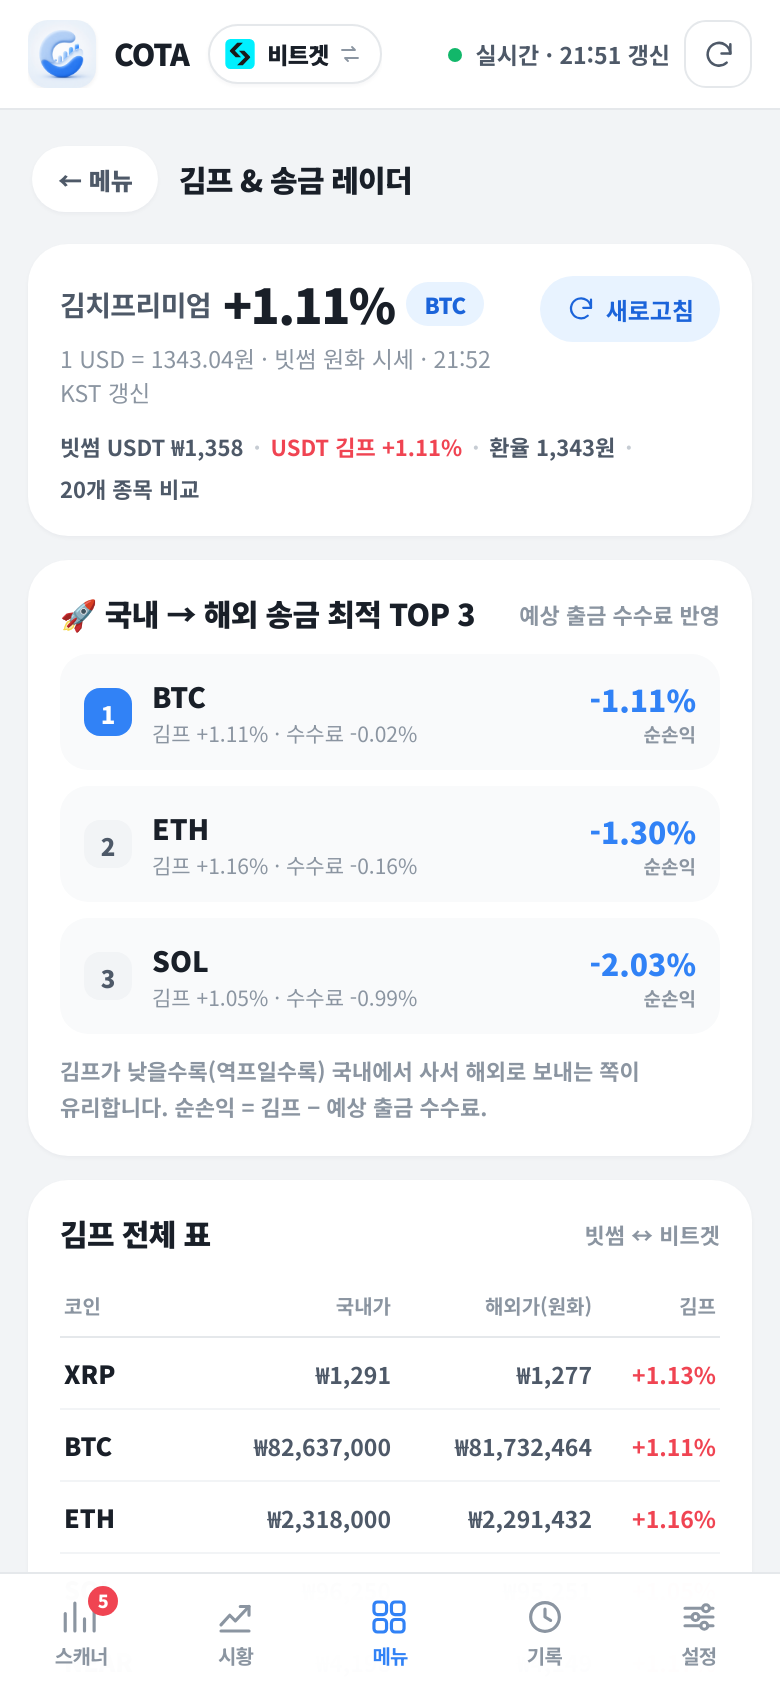 COTA 비트겟 실시간 · 21:51 갱신
← 메뉴 김프 & 송금 레이더
김치프리미엄 +1.11% BTC 새로고침
1 USD = 1343.04원 · 빗썸 원화 시세 · 21:52
KST 갱신
빗썸 USDT ₩1,358 · USDT 김프 +1.11% · 환율 1,343원 ·
20개 종목 비교
🚀 국내 → 해외 송금 최적 TOP 3 예상 출금 수수료 반영
1 BTC -1.11%
김프 +1.11% · 수수료 -0.02% 순손익
2 ETH -1.30%
김프 +1.16% · 수수료 -0.16% 순손익
3 SOL -2.03%
김프 +1.05% · 수수료 -0.99% 순손익
김프가 낮을수록(역프일수록) 국내에서 사서 해외로 보내는 쪽이
유리합니다. 순손익 = 김프 − 예상 출금 수수료.
김프 전체 표 빗썸 ↔ 비트겟
코인 국내가 해외가(원화) 김프
XRP ₩1,291 ₩1,277 +1.13%
BTC ₩82,637,000 ₩81,732,464 +1.11%
ETH ₩2,318,000 ₩2,291,432 +1.16%
5
스캐너 시황 메뉴 기록 설정